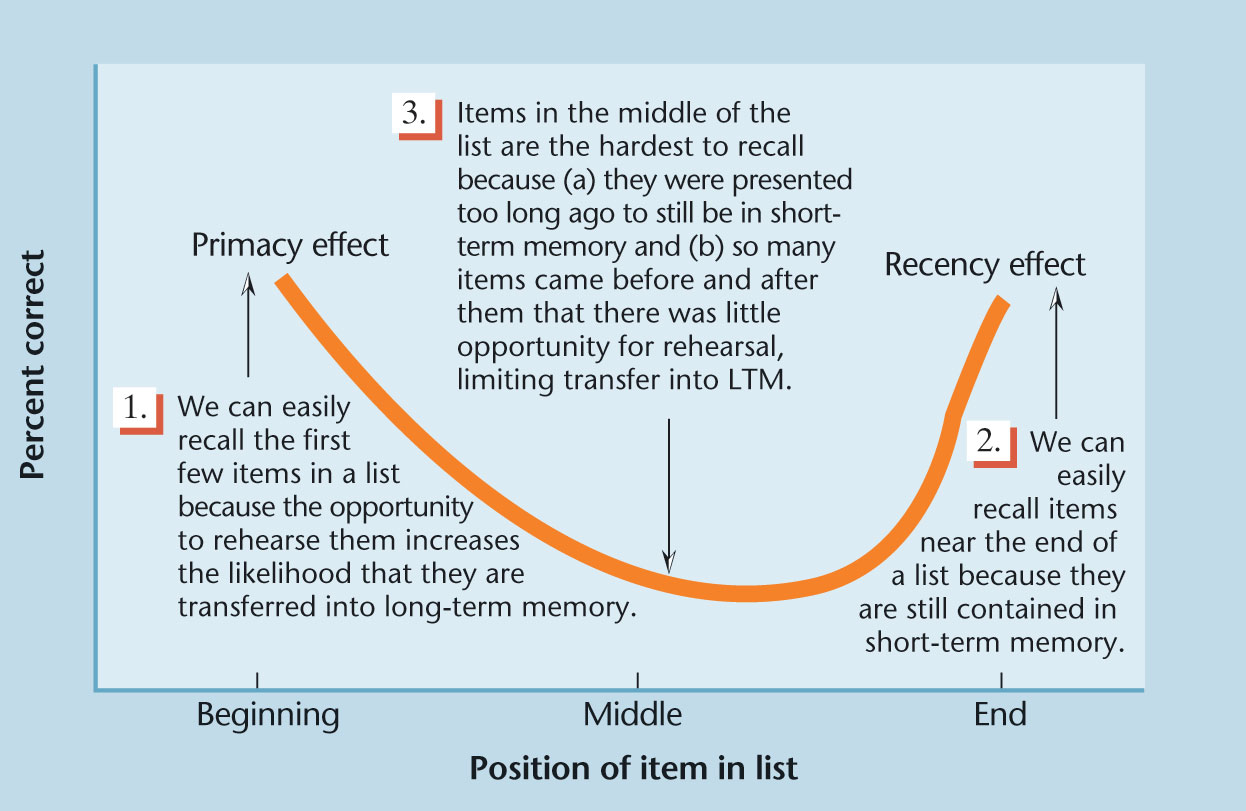 3. Items in the middle of the
list are the hardest to recall
because (a) they were presented
too long ago to still be in short-
term memory and (b) so many
items came before and after
them that there was little
opportunity for rehearsal,
limiting transfer into LTM.
Primacy effect
Recency effect
1. We can easily
recall the first
few items in a list
because the opportunity
to rehearse them increases
the likelihood that they are
transferred into long-term memory.
2. We can
easily
recall items
near the end of
a list because they
are still contained in
short-term memory.
Percent correct
Beginning
Middle
End
Position of item in list